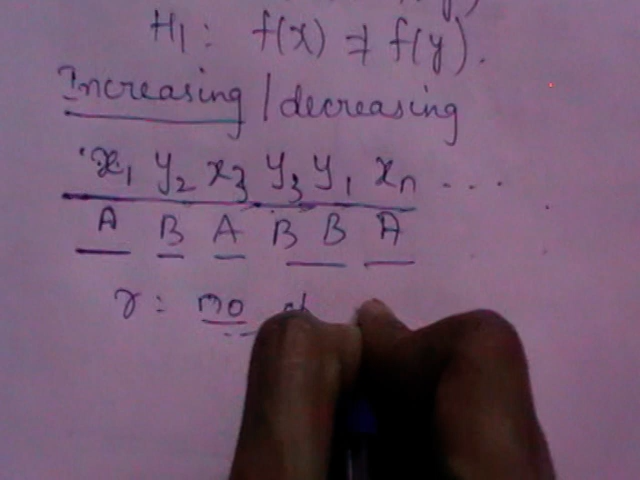 H₁ : f(x) ≠ f(y).
Increasing / decreasing
x₁ y₂ x₃ y₃ y₁ xₙ ...
A B A B B A
r : no